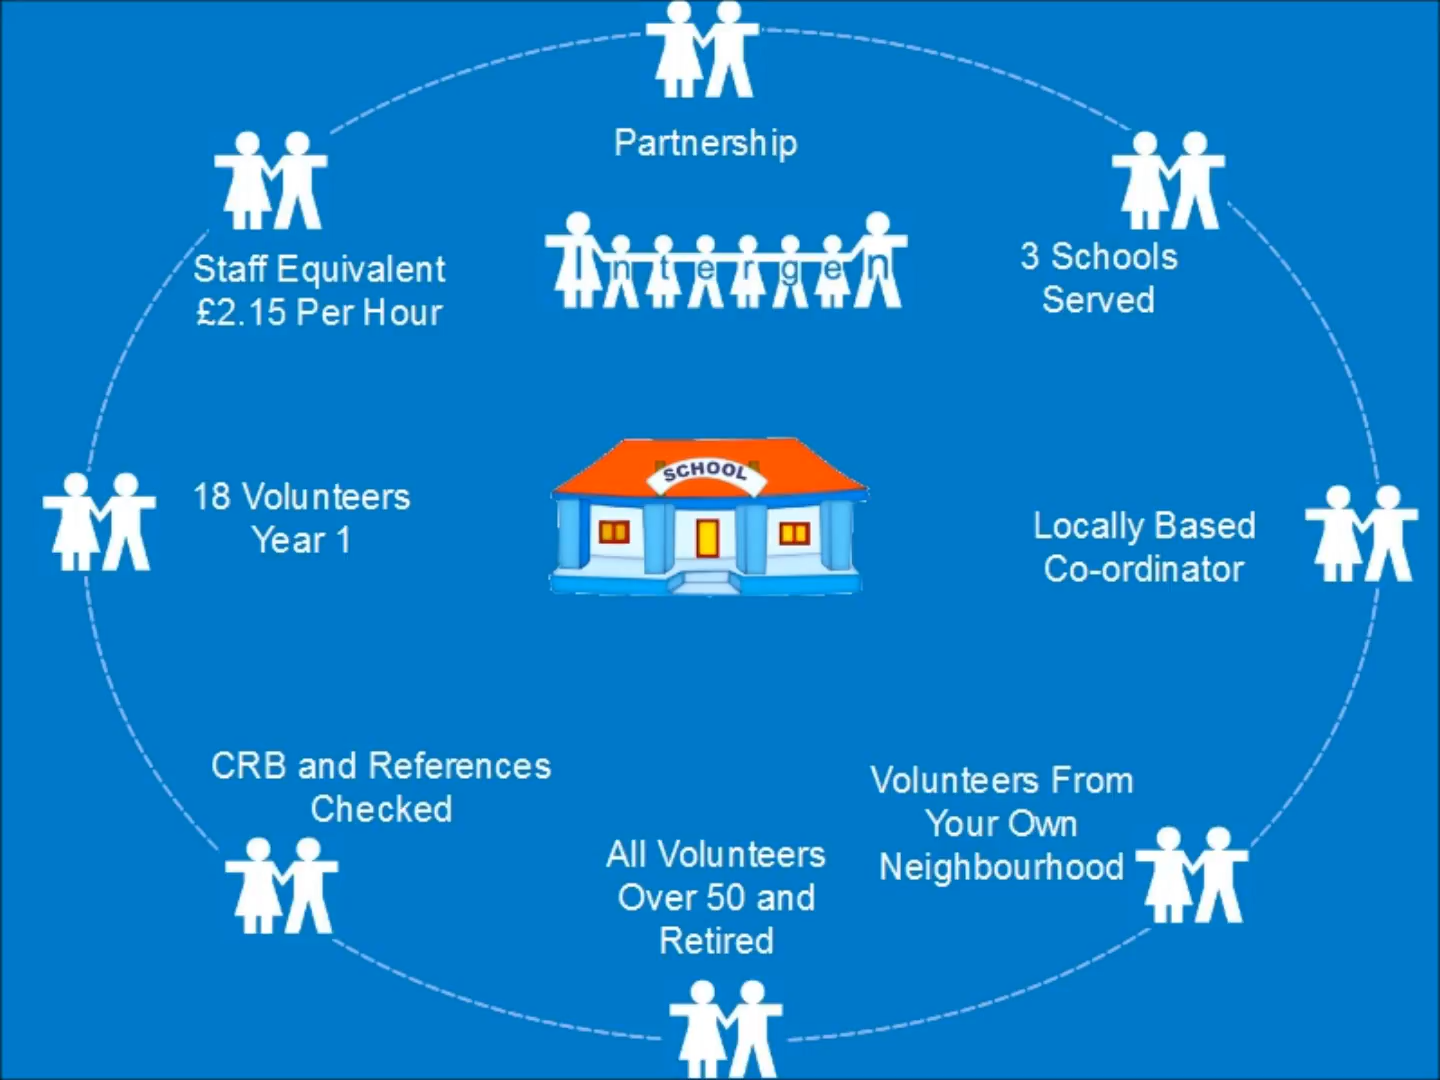 Partnership
Intergen
3 Schools
Served
Locally Based
Co-ordinator
Volunteers From
Your Own
Neighbourhood
All Volunteers
Over 50 and
Retired
CRB and References
Checked
18 Volunteers
Year 1
Staff Equivalent
£2.15 Per Hour
SCHOOL